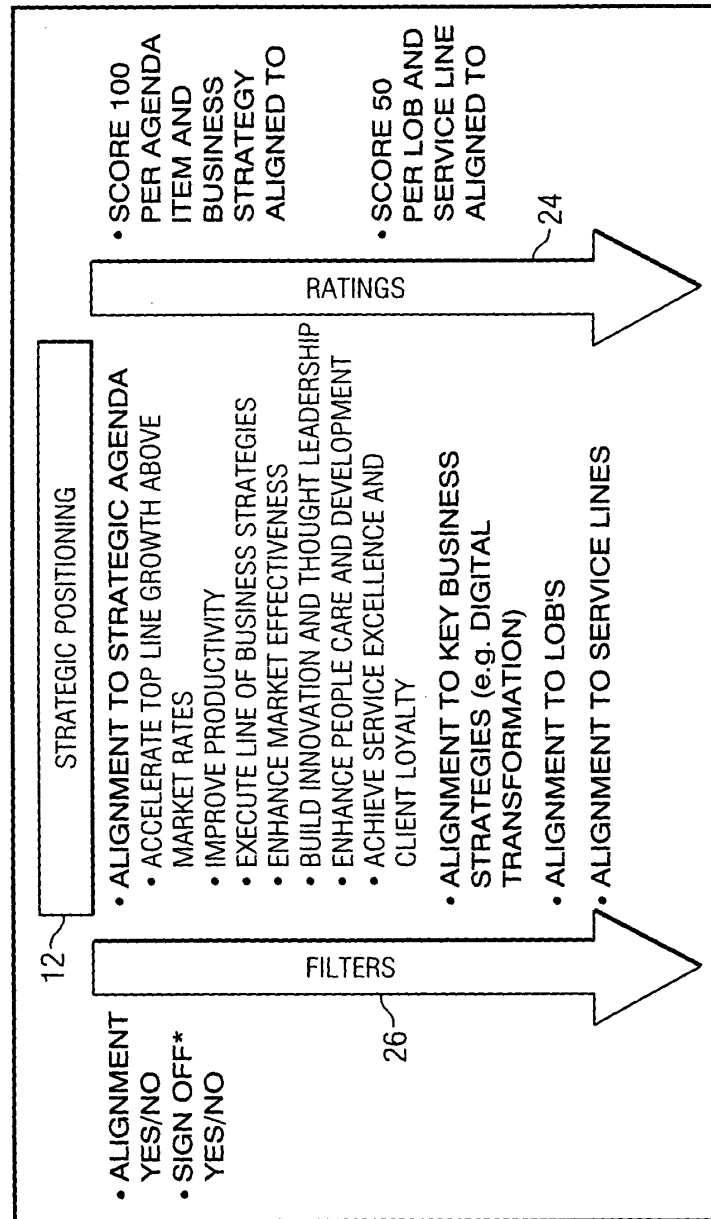 STRATEGIC POSITIONING
12
• ALIGNMENT
YES/NO
• SIGN OFF*
YES/NO
FILTERS
26
• ALIGNMENT TO STRATEGIC AGENDA
• ACCELERATE TOP LINE GROWTH ABOVE
MARKET RATES
• IMPROVE PRODUCTIVITY
• EXECUTE LINE OF BUSINESS STRATEGIES
• ENHANCE MARKET EFFECTIVENESS
• BUILD INNOVATION AND THOUGHT LEADERSHIP
• ENHANCE PEOPLE CARE AND DEVELOPMENT
• ACHIEVE SERVICE EXCELLENCE AND
CLIENT LOYALTY
• ALIGNMENT TO KEY BUSINESS
STRATEGIES (e.g. DIGITAL
TRANSFORMATION)
• ALIGNMENT TO LOB'S
• ALIGNMENT TO SERVICE LINES
RATINGS
24
• SCORE 100
PER AGENDA
ITEM AND
BUSINESS
STRATEGY
ALIGNED TO
• SCORE 50
PER LOB AND
SERVICE LINE
ALIGNED TO